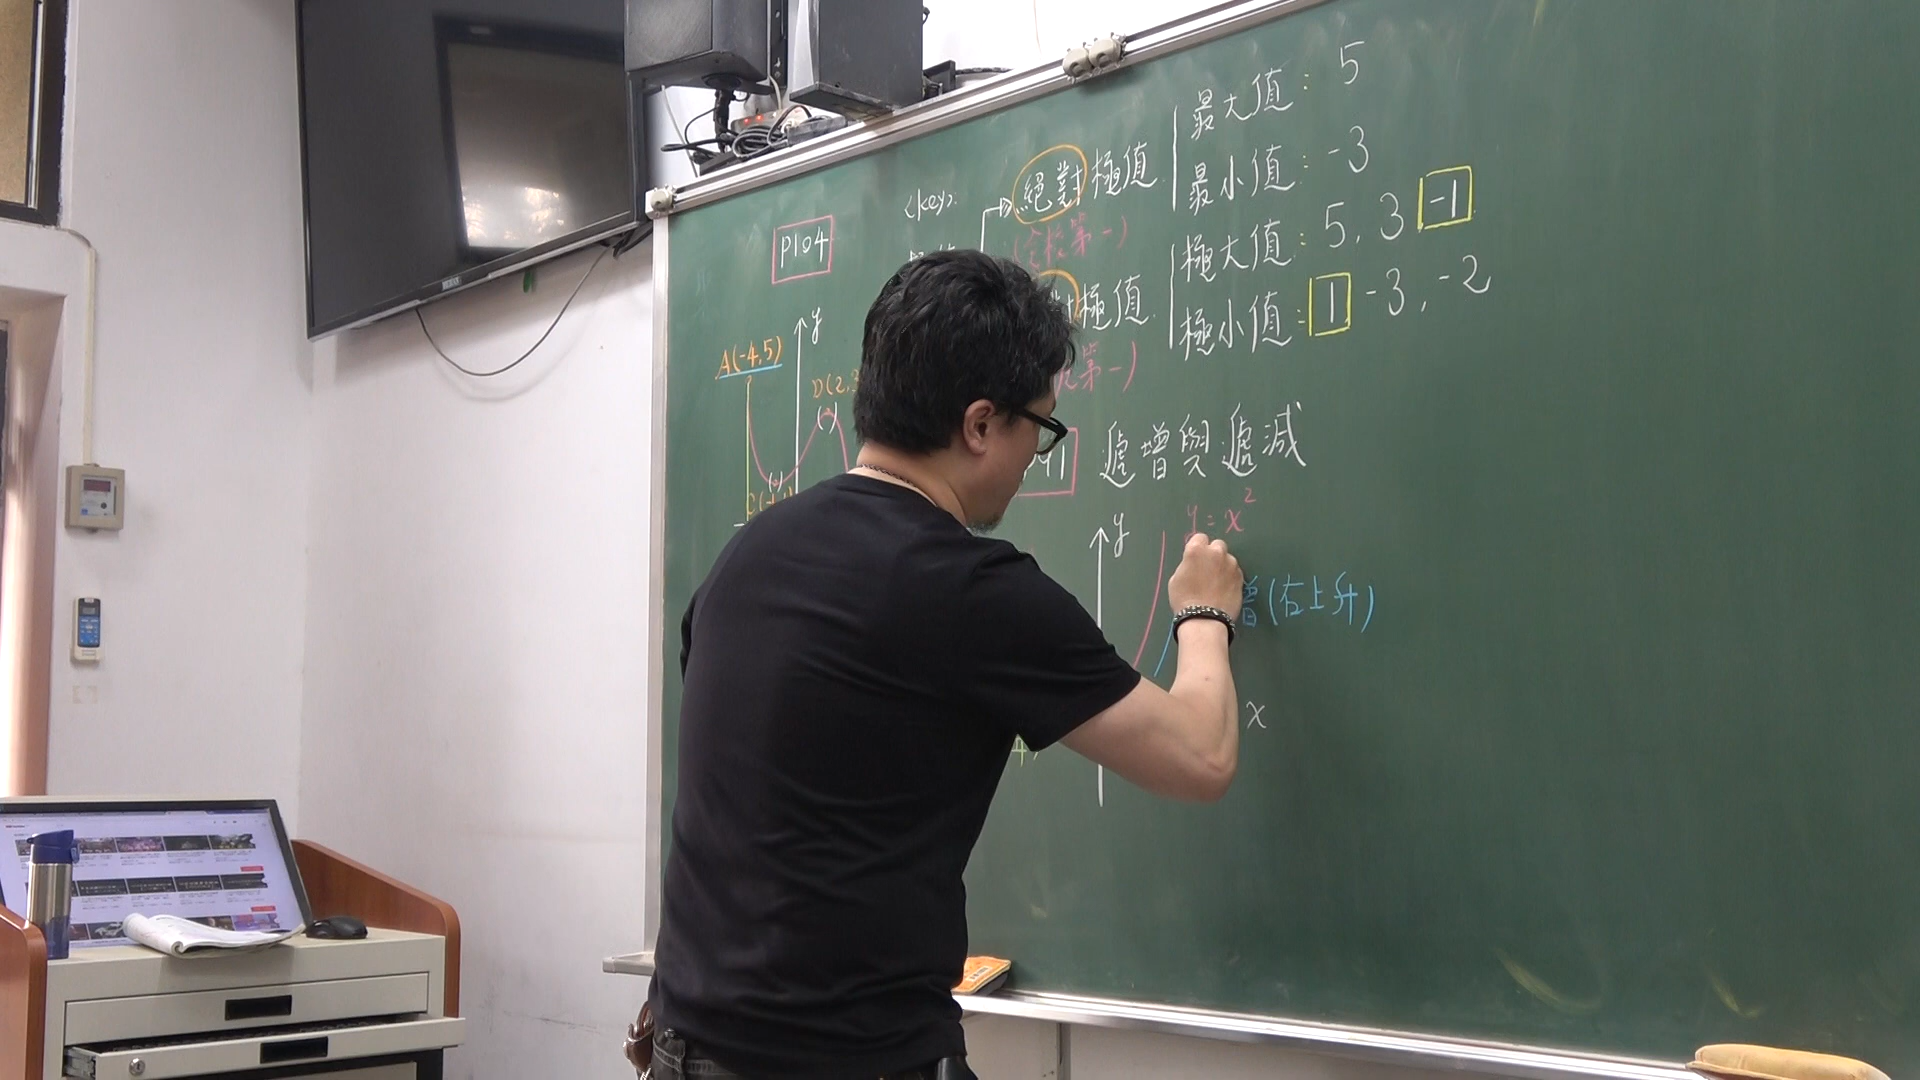 P104
<key>:
絕對極值
最大值: 5
最小值: -3
(全校第一)
極值
極大值: 5, 3, -1
極小值: 1, -3, -2
第一)
A(-4,5)
y
D(2,3
91
遞增與遞減
y
y=x²
增(右上升)
x